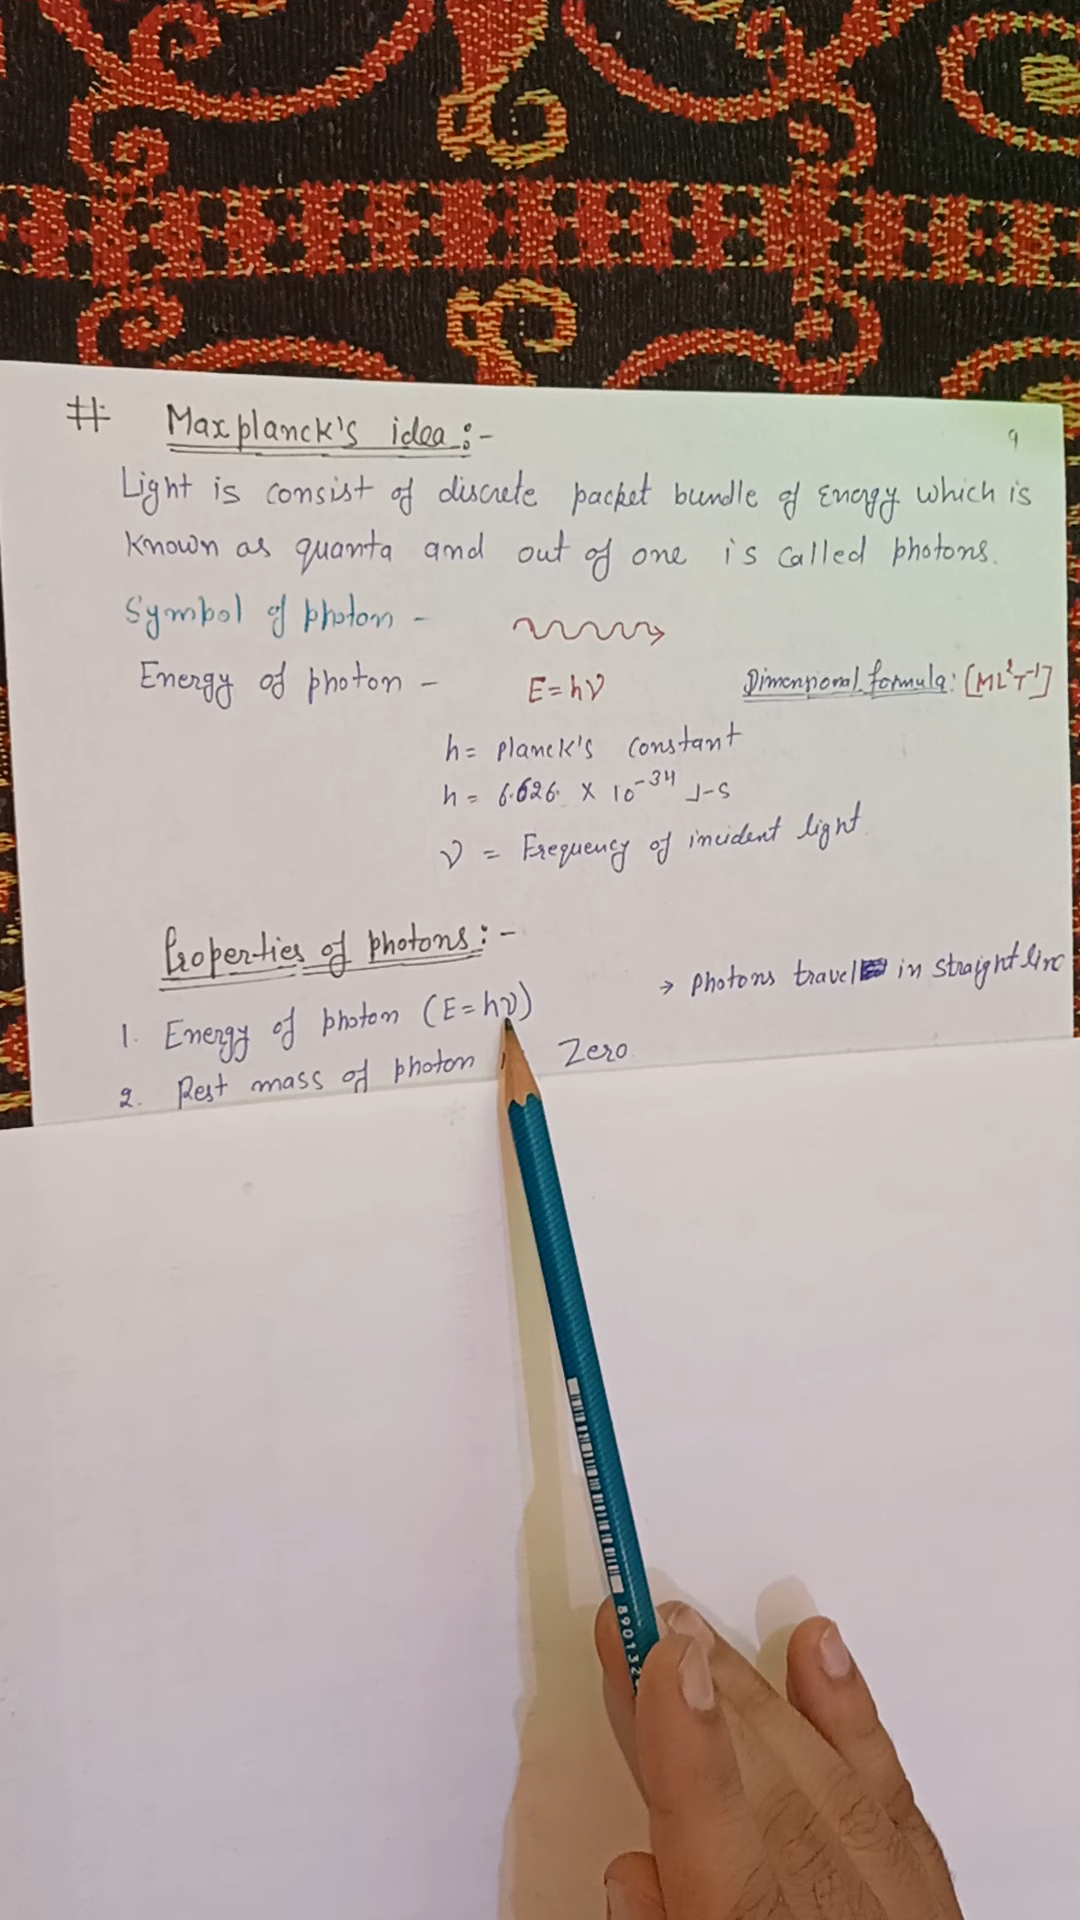 9
# Max planck's idea :-
Light is consist of discrete packet bundle of Energy which is
known as quanta and out of one is called photons.
Symbol of photon -
Energy of photon - E = hν Dimensional formula: [ML²T⁻¹]
h = planck's constant
h = 6.626 × 10⁻³⁴ J-S
ν = Frequency of incident light
Properties of photons :-
1. Energy of photon (E = hν) → photons travel in straight line
2. Rest mass of photon Zero
890132